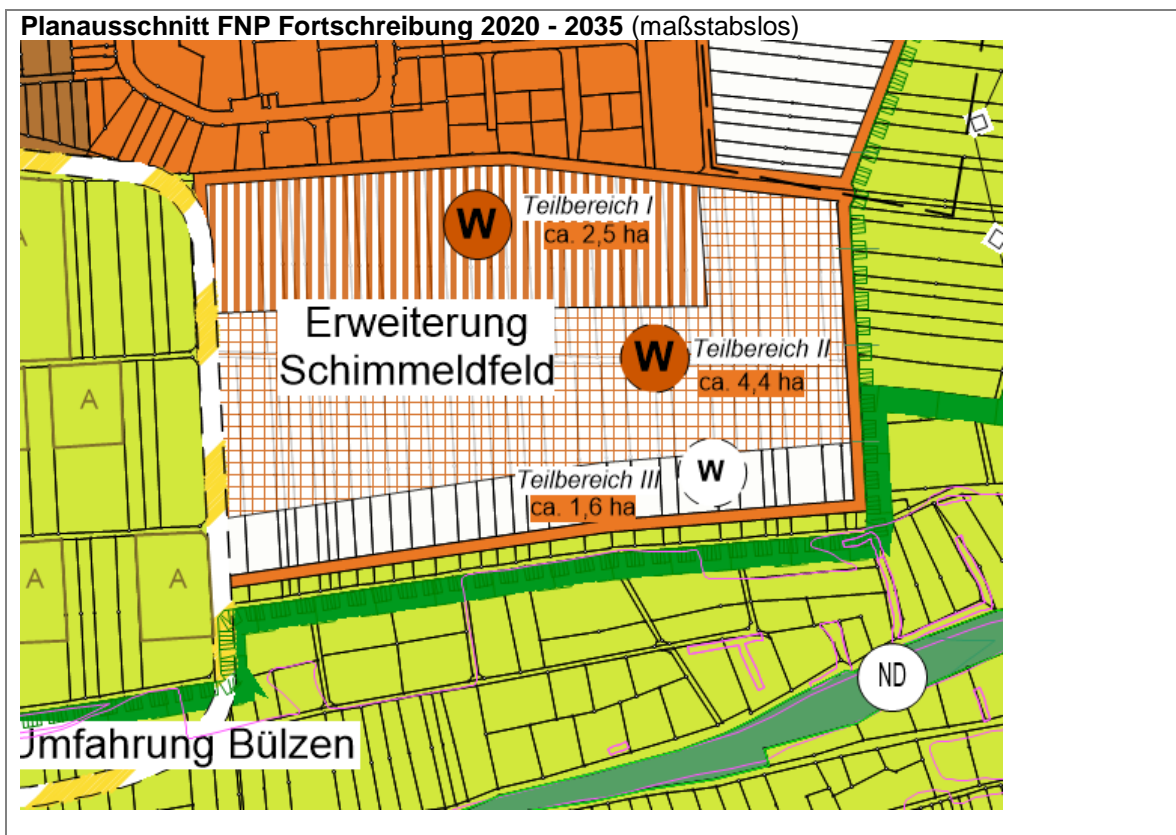 Planausschnitt FNP Fortschreibung 2020 - 2035 (maßstabslos)
W
Teilbereich I
ca. 2,5 ha
Erweiterung
Schimmeldfeld
W
Teilbereich II
ca. 4,4 ha
A
W
Teilbereich III
ca. 1,6 ha
A
A
ND
Umfahrung Bülzen